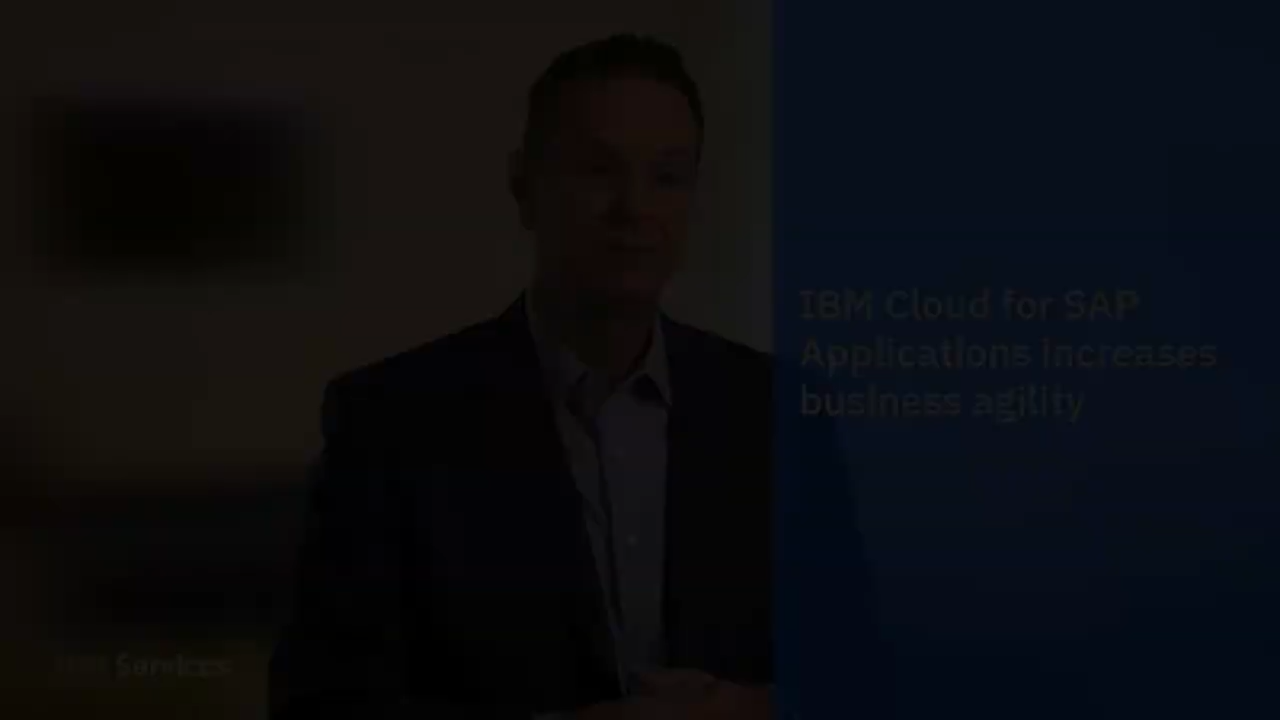 IBM Cloud for SAP
Applications increases
business agility
IBM Services